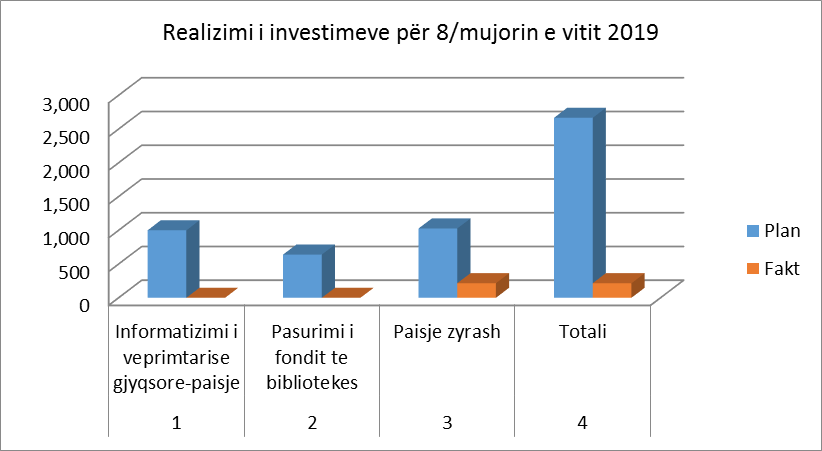 Realizimi i investimeve për 8/mujorin e vitit 2019
3,000
2,500
2,000
1,500
1,000
500
0
Plan
Fakt
Informatizimi i
veprimtarise
gjyqsore-paisje
Pasurimi i
fondit te
bibliotekes
Paisje zyrash
Totali
1
2
3
4